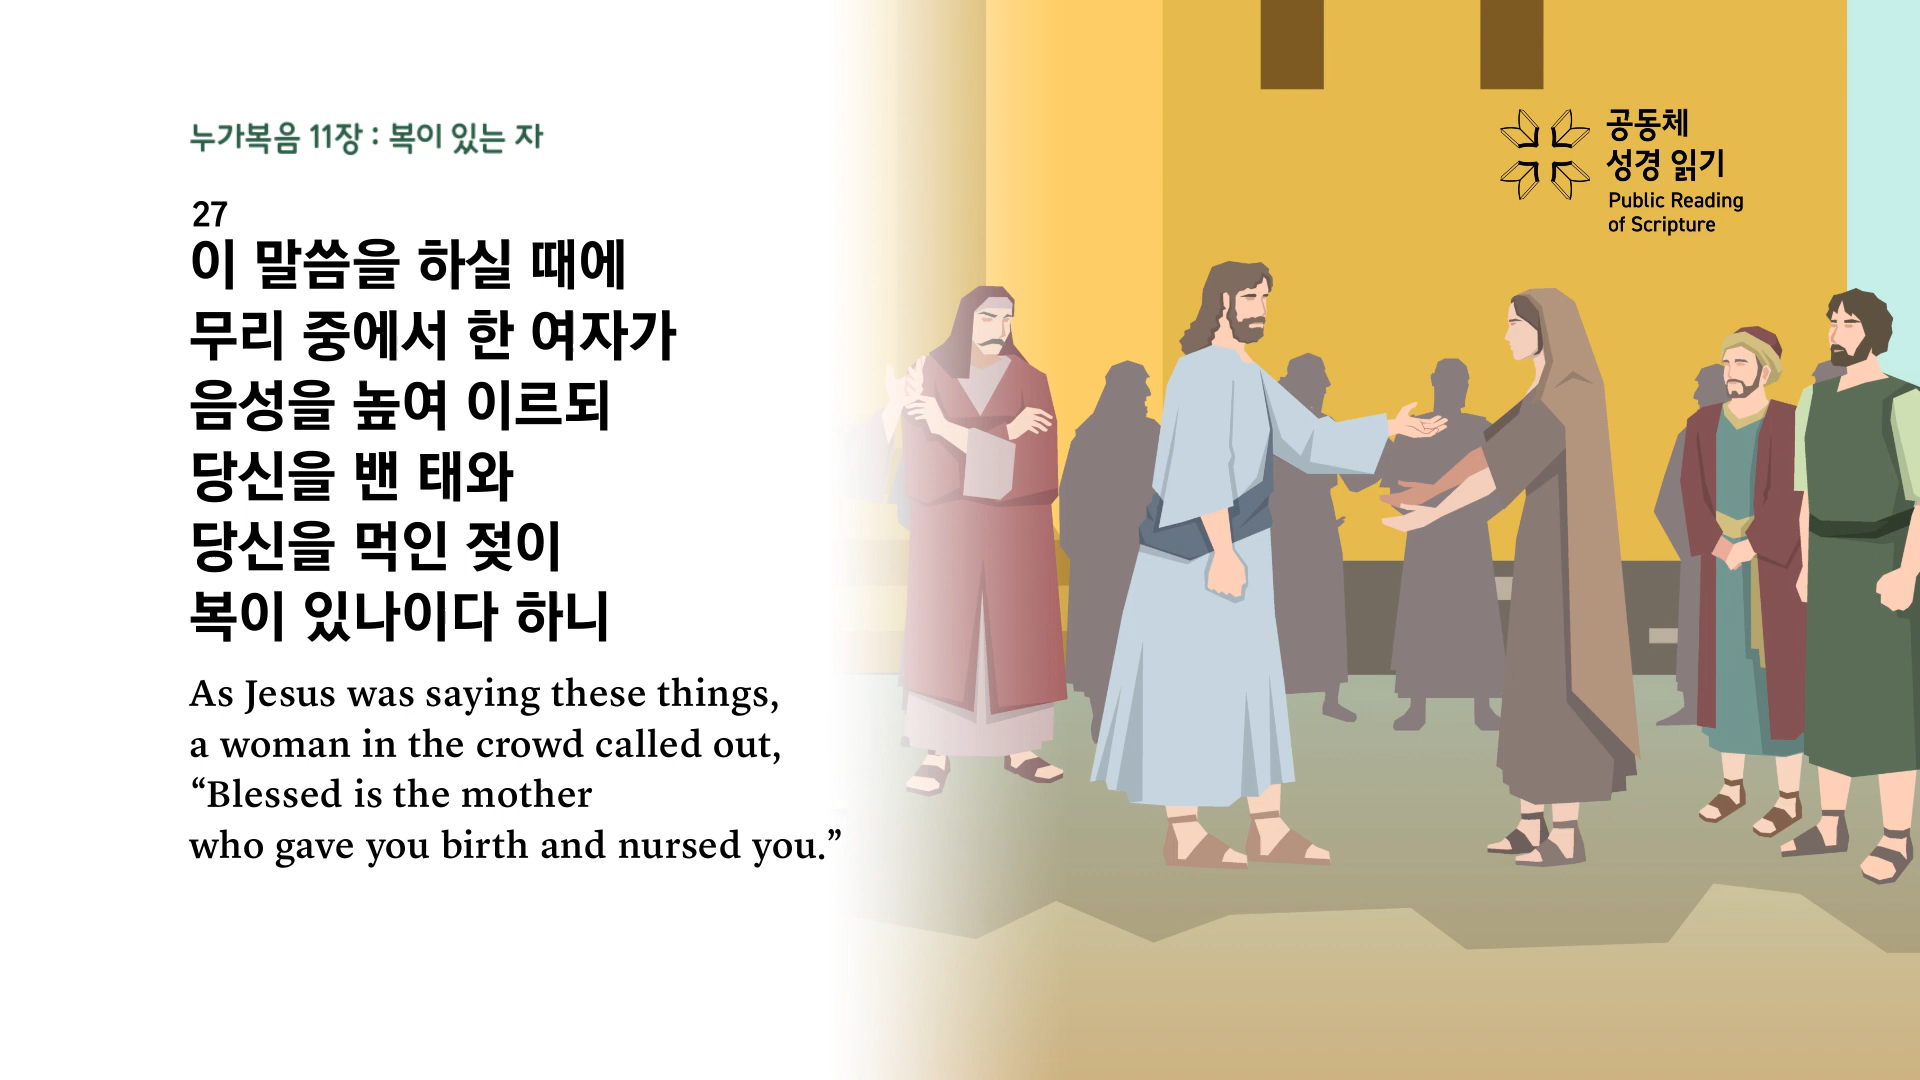 누가복음 11장 : 복이 있는 자
27
이 말씀을 하실 때에
무리 중에서 한 여자가
음성을 높여 이르되
당신을 밴 태와
당신을 먹인 젖이
복이 있나이다 하니
As Jesus was saying these things,
a woman in the crowd called out,
“Blessed is the mother
who gave you birth and nursed you.”
공동체
성경 읽기
Public Reading
of Scripture